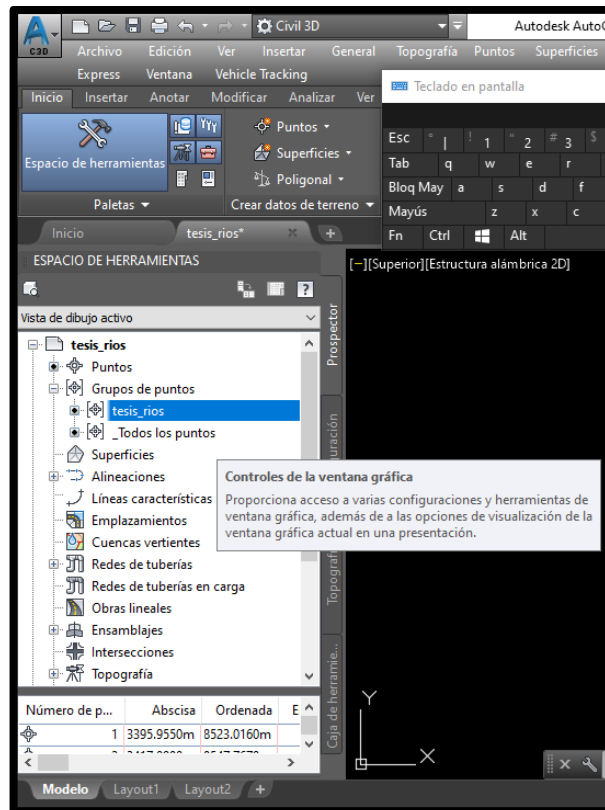 C3D
Civil 3D
Autodesk Auto
Archivo Edición Ver Insertar General Topografía Puntos Superficies
Express Ventana Vehicle Tracking
Inicio Insertar Anotar Modificar Analizar Ver
Espacio de herramientas
Puntos
Superficies
Poligonal
Paletas
Crear datos de terreno
Teclado en pantalla
Esc ° | ! 1 " 2 # 3 $
Tab q w e r
Bloq May a s d f
Mayús z x c
Fn Ctrl Alt
Inicio tesis_rios*
ESPACIO DE HERRAMIENTAS
Vista de dibujo activo
tesis_rios
Puntos
Grupos de puntos
tesis_rios
_Todos los puntos
Superficies
Alineaciones
Líneas características
Emplazamientos
Cuencas vertientes
Redes de tuberías
Redes de tuberías en carga
Obras lineales
Ensamblajes
Intersecciones
Topografía
Prospector
Caja de herramie...
[−][Superior][Estructura alámbrica 2D]
Controles de la ventana gráfica
Proporciona acceso a varias configuraciones y herramientas de
ventana gráfica, además de a las opciones de visualización de la
ventana gráfica actual en una presentación.
Número de p... Abscisa Ordenada E
1 3395.9550m 8523.0160m
Y
X
Modelo Layout1 Layout2 +